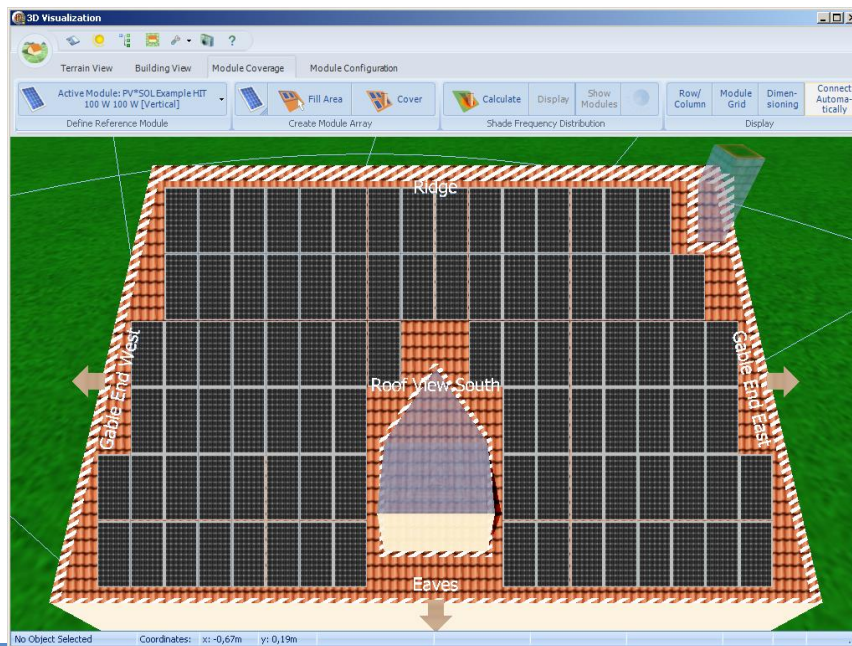 3D Visualization
?
Terrain View Building View Module Coverage Module Configuration
Active Module: PV*SOL Example HIT
100 W 100 W [Vertical]
Fill Area
Cover
Calculate
Display
Show
Modules
Row/
Column
Module
Grid
Dimen-
sioning
Connect
Automa-
tically
Define Reference Module
Create Module Array
Shade Frequency Distribution
Display
Ridge
Gable End West
Roof View South
Gable End East
Eaves
No Object Selected Coordinates: x: -0,67m y: 0,19m